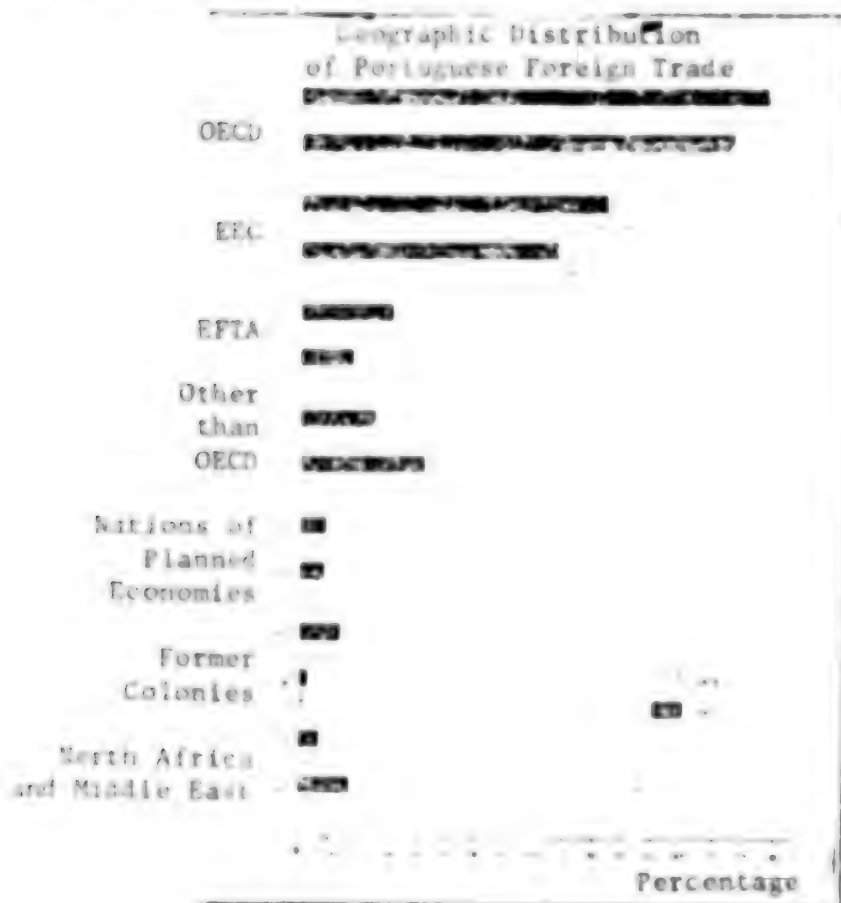 Geographic Distribution
of Portuguese Foreign Trade
OECD
EEC
EFTA
Other
than
OECD
Nations of
Planned
Economies
Former
Colonies
North Africa
and Middle East
Percentage